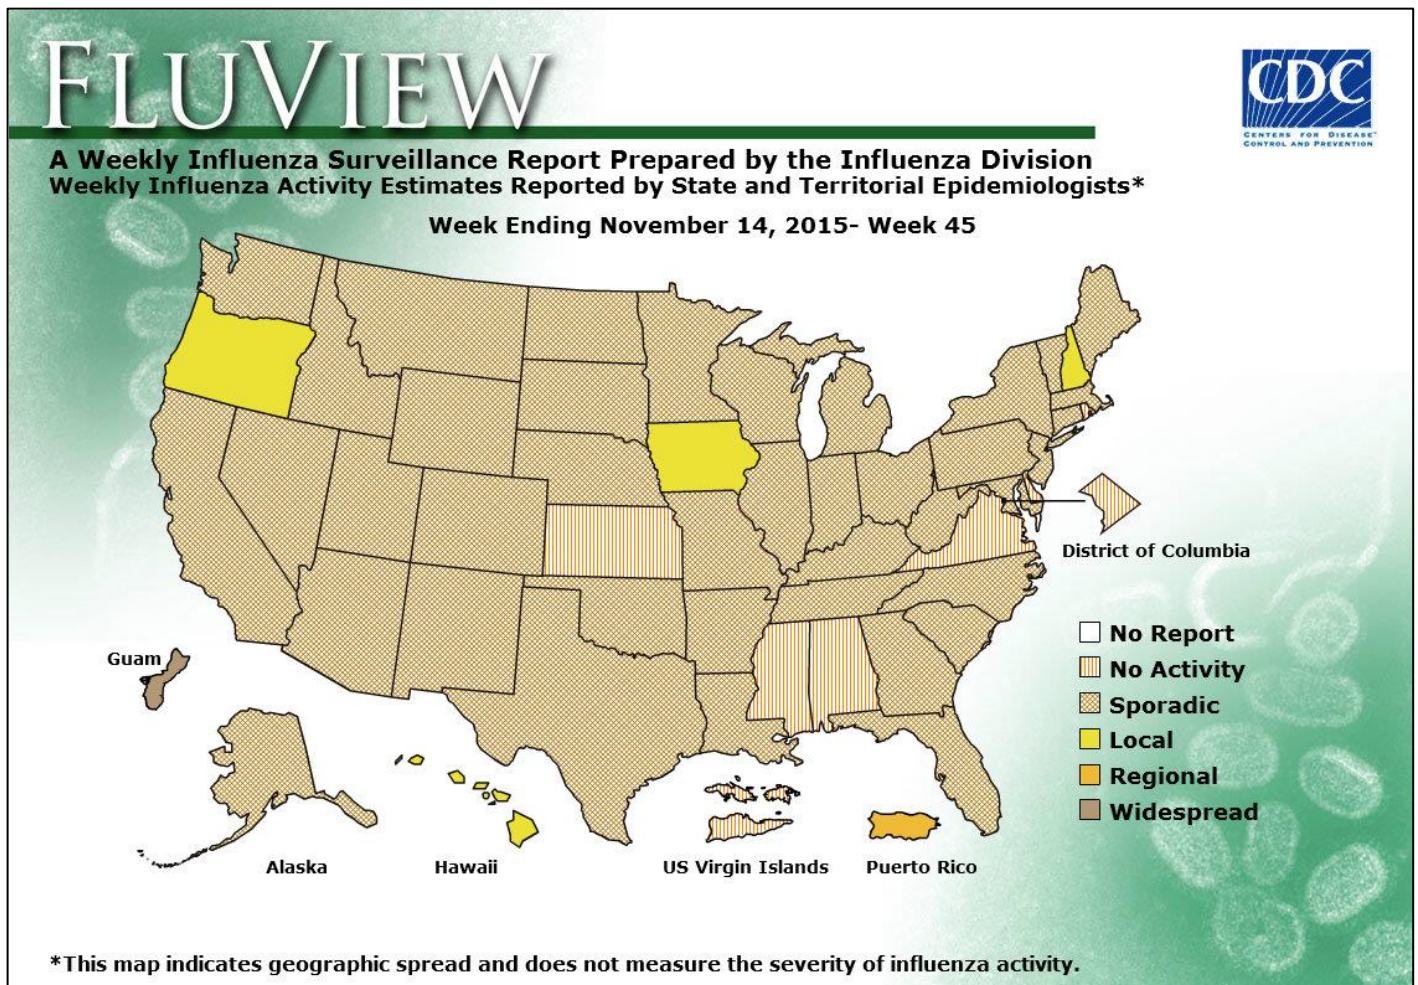 FLUVIEW
CDC
CENTERS FOR DISEASE™
CONTROL AND PREVENTION
A Weekly Influenza Surveillance Report Prepared by the Influenza Division
Weekly Influenza Activity Estimates Reported by State and Territorial Epidemiologists*
Week Ending November 14, 2015- Week 45
District of Columbia
No Report
Guam
No Activity
Sporadic
Local
Regional
Widespread
Alaska
Hawaii
US Virgin Islands
Puerto Rico
*This map indicates geographic spread and does not measure the severity of influenza activity.